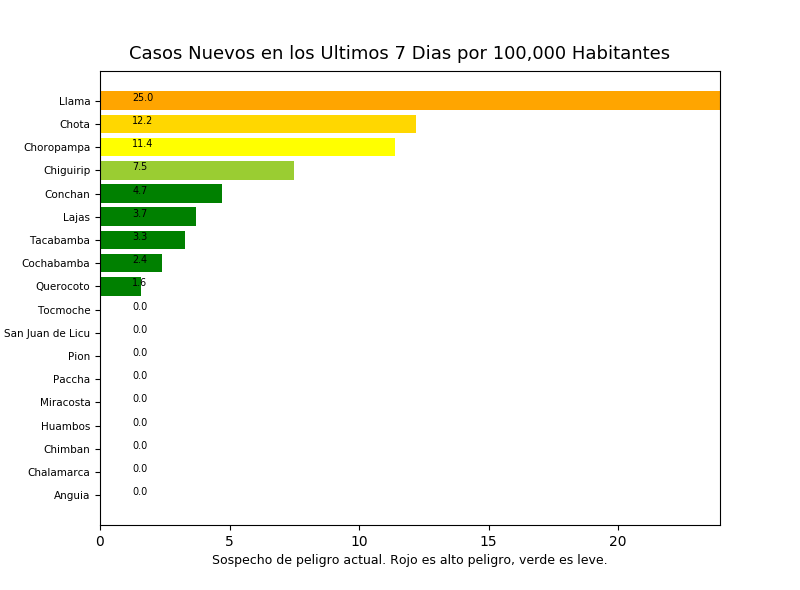 Casos Nuevos en los Ultimos 7 Dias por 100,000 Habitantes
Llama 25.0
Chota 12.2
Choropampa 11.4
Chiguirip 7.5
Conchan 4.7
Lajas 3.7
Tacabamba 3.3
Cochabamba 2.4
Querocoto 1.6
Tocmoche 0.0
San Juan de Licu 0.0
Pion 0.0
Paccha 0.0
Miracosta 0.0
Huambos 0.0
Chimban 0.0
Chalamarca 0.0
Anguia 0.0
0 5 10 15 20
Sospecho de peligro actual. Rojo es alto peligro, verde es leve.